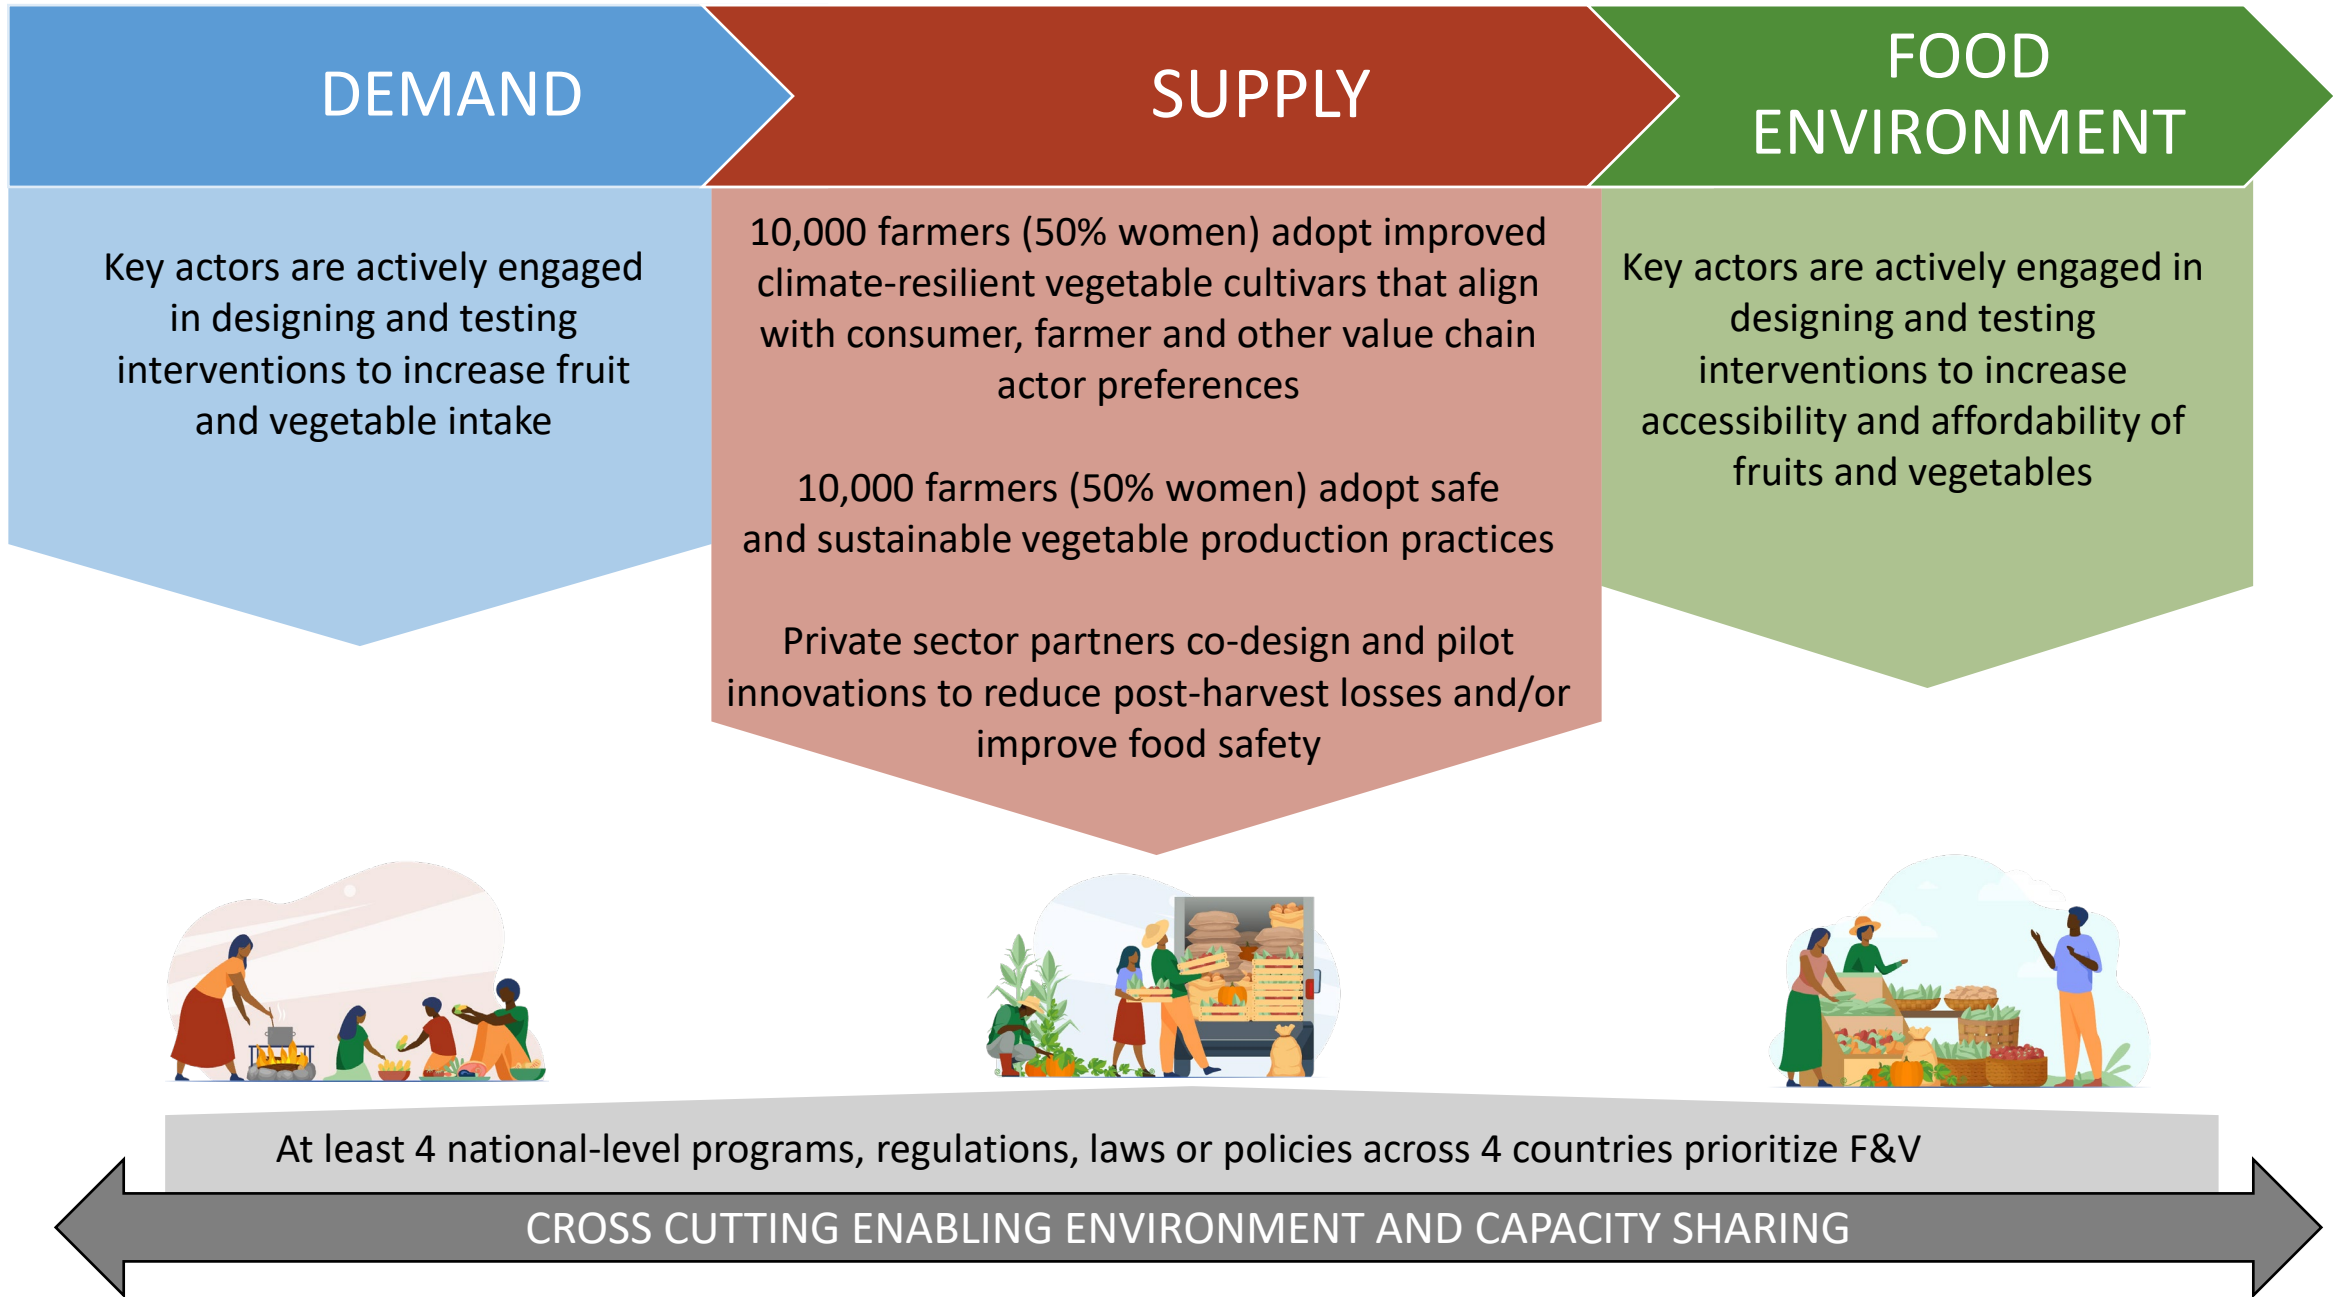 DEMAND
SUPPLY
FOOD
ENVIRONMENT
Key actors are actively engaged
in designing and testing
interventions to increase fruit
and vegetable intake
10,000 farmers (50% women) adopt improved
climate-resilient vegetable cultivars that align
with consumer, farmer and other value chain
actor preferences
10,000 farmers (50% women) adopt safe
and sustainable vegetable production practices
Private sector partners co-design and pilot
innovations to reduce post-harvest losses and/or
improve food safety
Key actors are actively engaged in
designing and testing
interventions to increase
accessibility and affordability of
fruits and vegetables
At least 4 national-level programs, regulations, laws or policies across 4 countries prioritize F&V
CROSS CUTTING ENABLING ENVIRONMENT AND CAPACITY SHARING